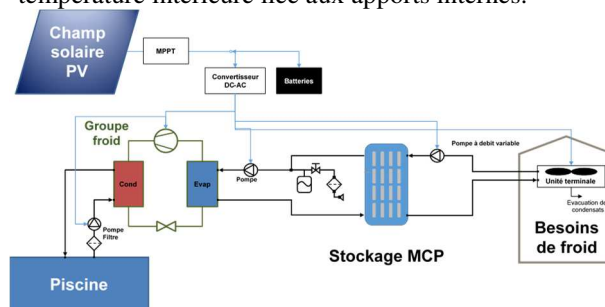 température intérieure liée aux apports internes.
Champ
solaire
PV
MPPT
Convertisseur
DC-AC
Batteries
Groupe
froid
Pompe à debit variable
Cond
Evap
Pompe
Unité terminale
Evacuation de
condensats
Pompe
Filtre
Besoins
de froid
Stockage MCP
Piscine